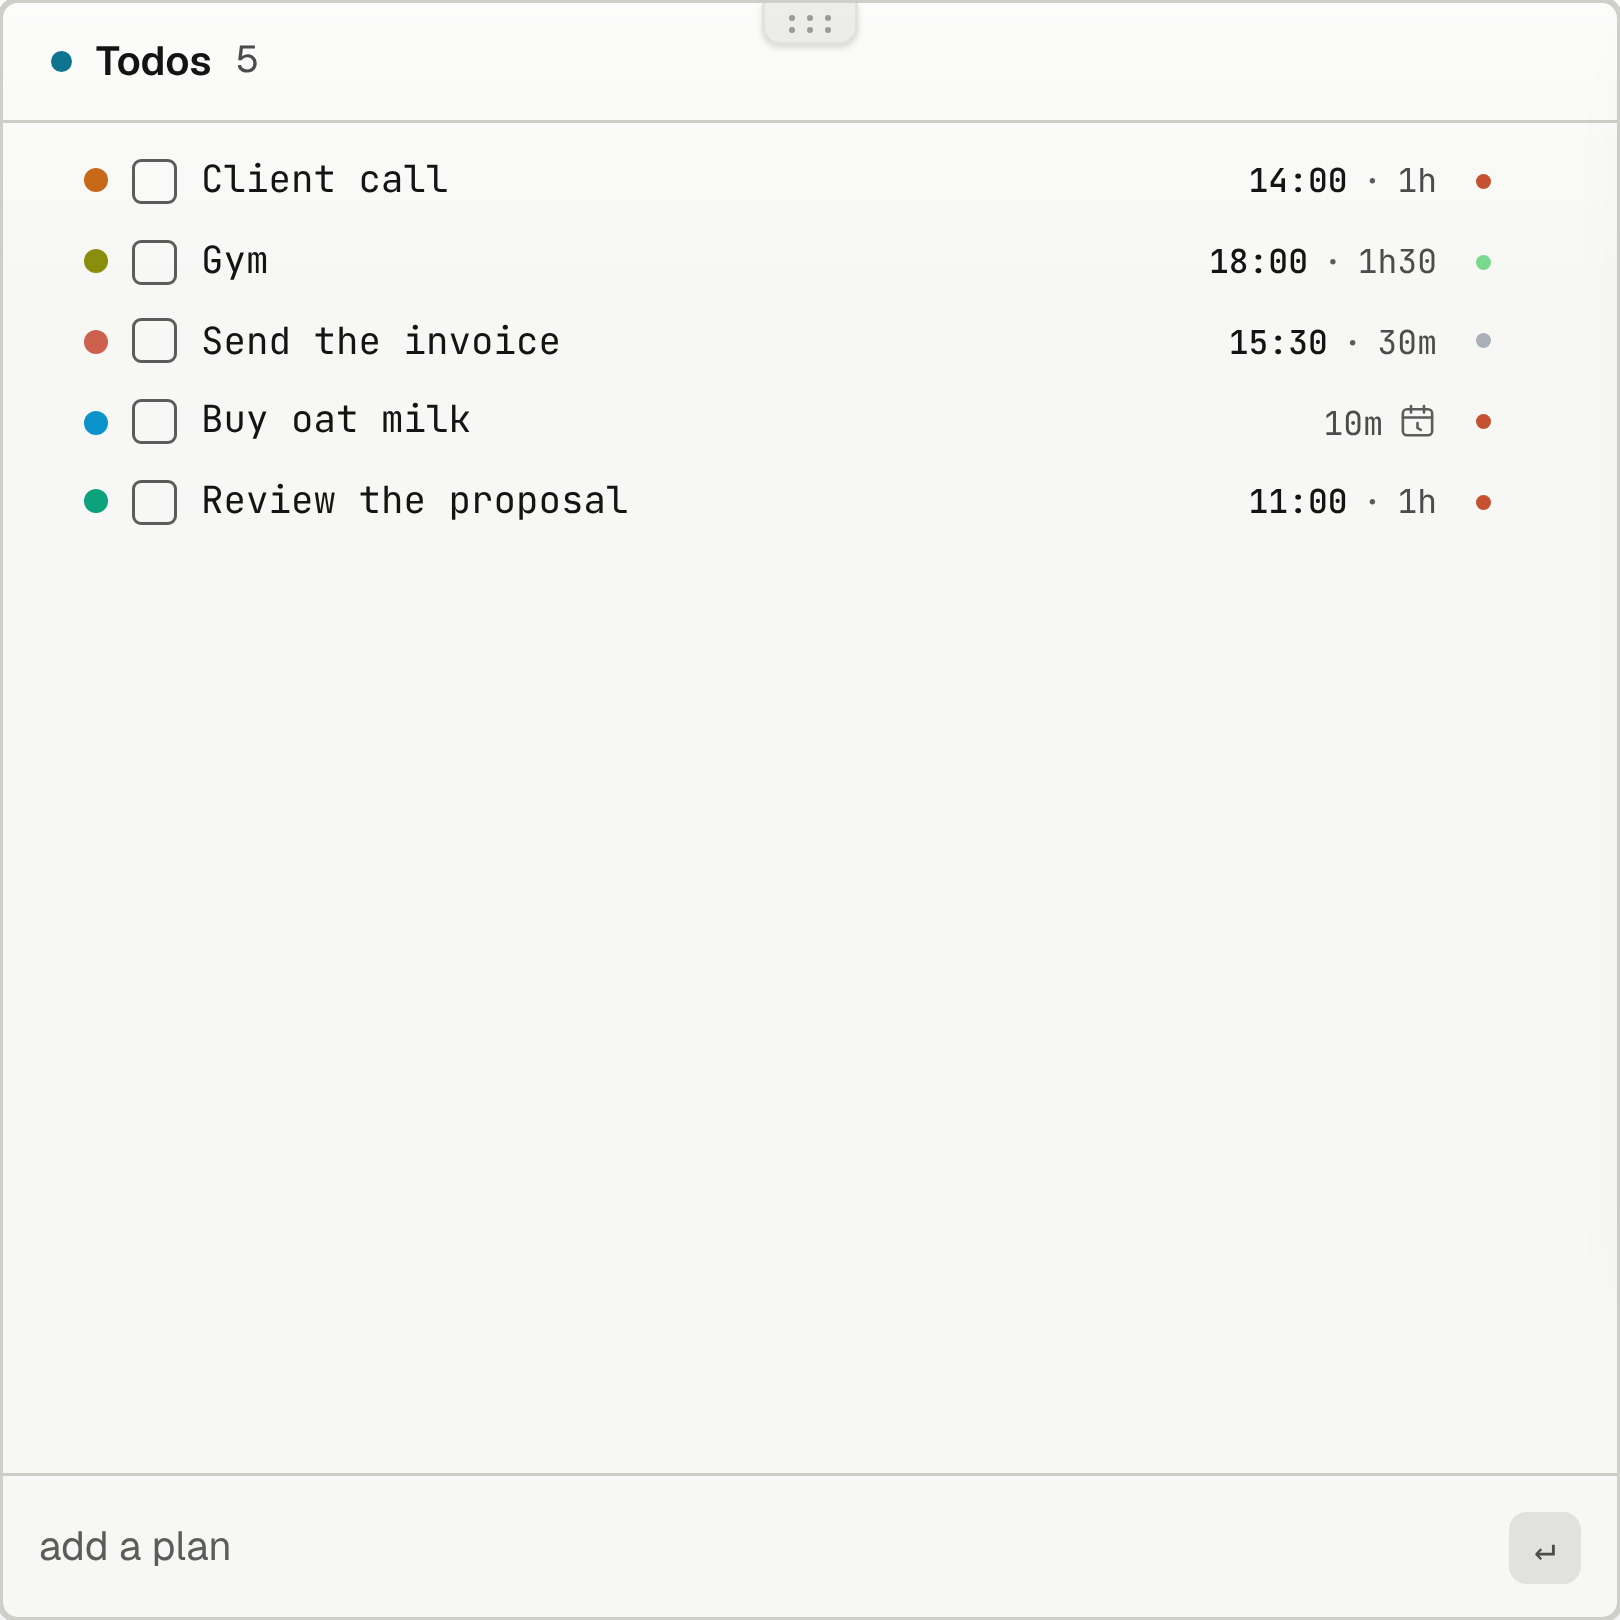 Todos 5
Client call 14:00 · 1h
Gym 18:00 · 1h30
Send the invoice 15:30 · 30m
Buy oat milk 10m
Review the proposal 11:00 · 1h
add a plan